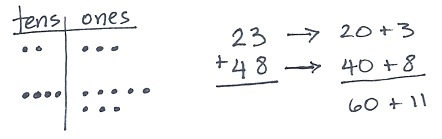 tens ones
23 → 20 + 3
+48 → 40 + 8
60 + 11